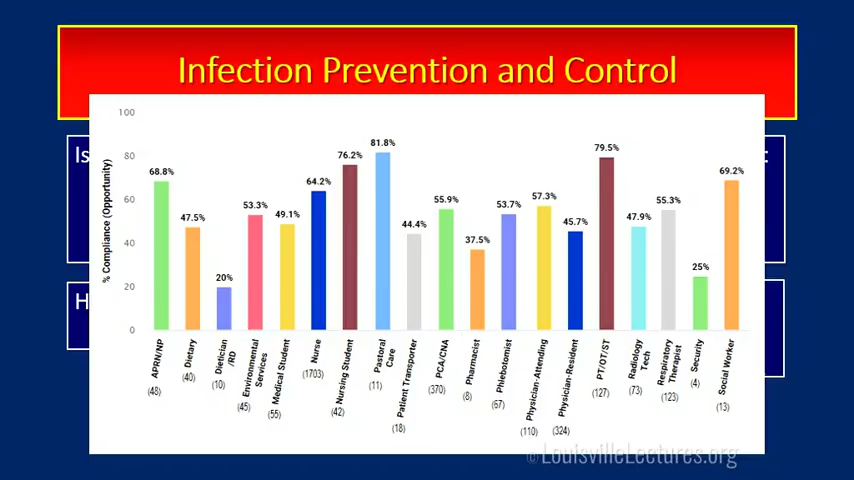 Infection Prevention and Control
Is
:
H
% Compliance (Opportunity)
100
80
60
40
20
0
68.8%
47.5%
20%
53.3%
49.1%
64.2%
76.2%
81.8%
44.4%
55.9%
37.5%
53.7%
57.3%
45.7%
79.5%
47.9%
55.3%
25%
69.2%
APRN/NP
(48)
Dietary
(40)
Dietician
/RD
(10)
Environmental
Services
(45)
Medical Student
(55)
Nurse
(1703)
Nursing Student
(42)
Pastoral
Care
(11)
Patient Transporter
(18)
PCA/CNA
(370)
Pharmacist
(8)
Phlebotomist
(67)
Physician-Attending
(110)
Physician-Resident
(324)
PT/OT/ST
(127)
Radiology
Tech
(73)
Respiratory
Therapist
(123)
Security
(4)
Social Worker
(13)
©LouisvilleLectures.org